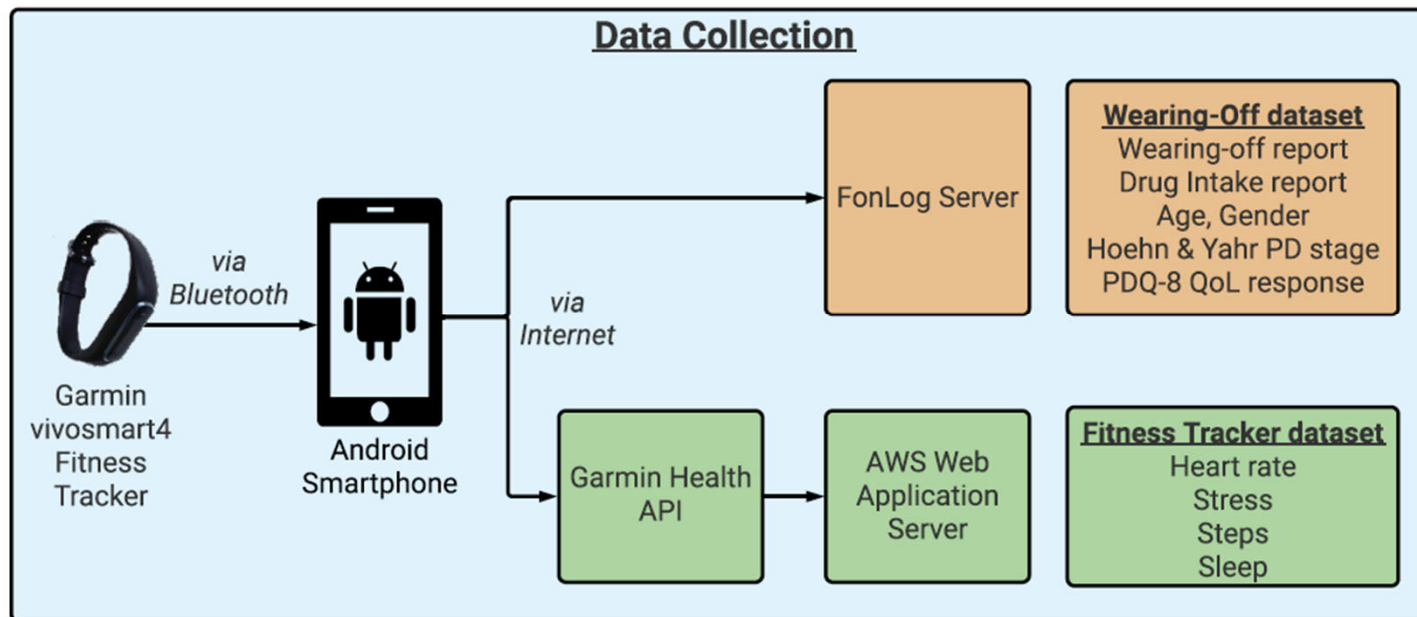 Data Collection
via
Bluetooth
Garmin
vivosmart4
Fitness
Tracker
Android
Smartphone
via
Internet
FonLog Server
Wearing-Off dataset
Wearing-off report
Drug Intake report
Age, Gender
Hoehn & Yahr PD stage
PDQ-8 QoL response
Garmin Health
API
AWS Web
Application
Server
Fitness Tracker dataset
Heart rate
Stress
Steps
Sleep